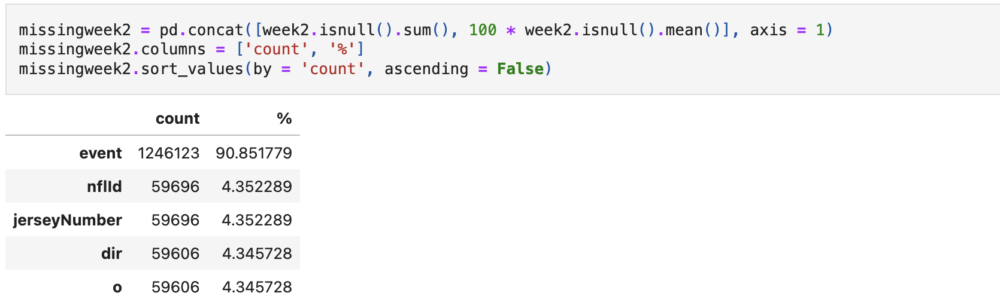 missingweek2 = pd.concat([week2.isnull().sum(), 100 * week2.isnull().mean()], axis = 1)
missingweek2.columns = ['count', '%']
missingweek2.sort_values(by = 'count', ascending = False)
count %
event 1246123 90.851779
nflId 59696 4.352289
jerseyNumber 59696 4.352289
dir 59606 4.345728
o 59606 4.345728